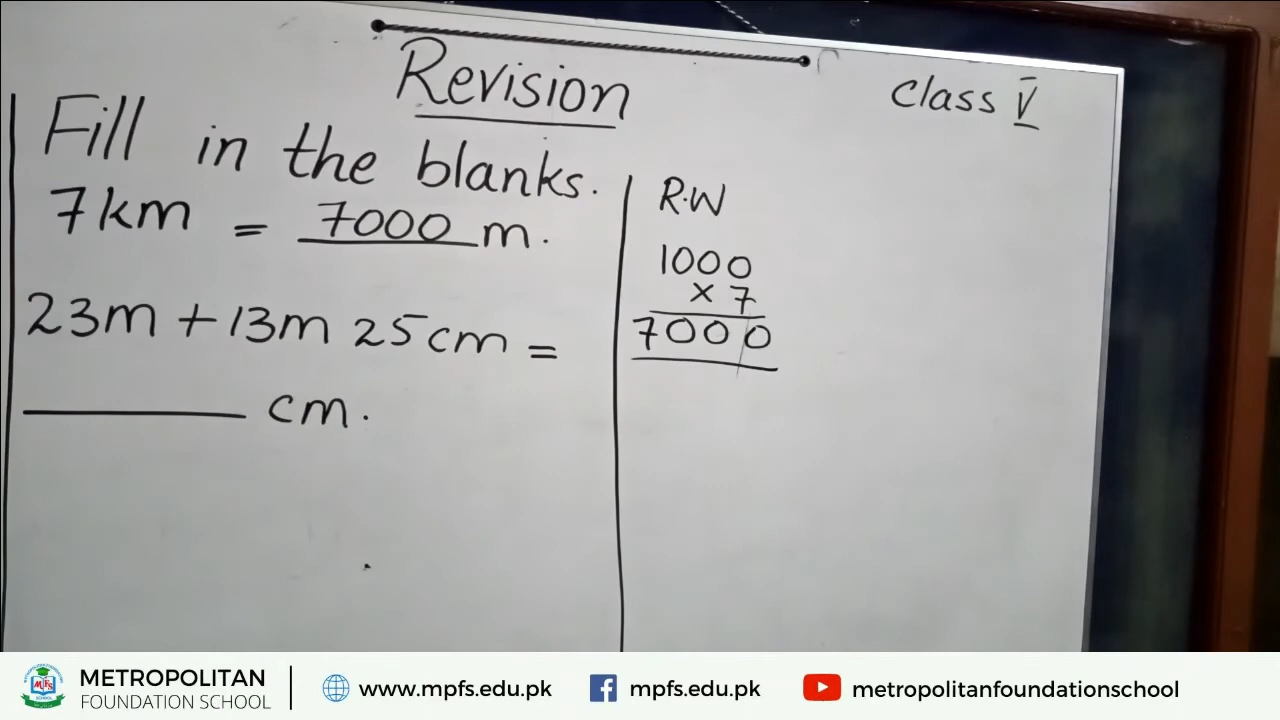 Revision
Class V
Fill in the blanks.
7km = 7000 m.
23m + 13m 25cm =
cm.
R.W
1000
× 7
7000
METROPOLITAN
FOUNDATION SCHOOL
www.mpfs.edu.pk
mpfs.edu.pk
metropolitanfoundationschool